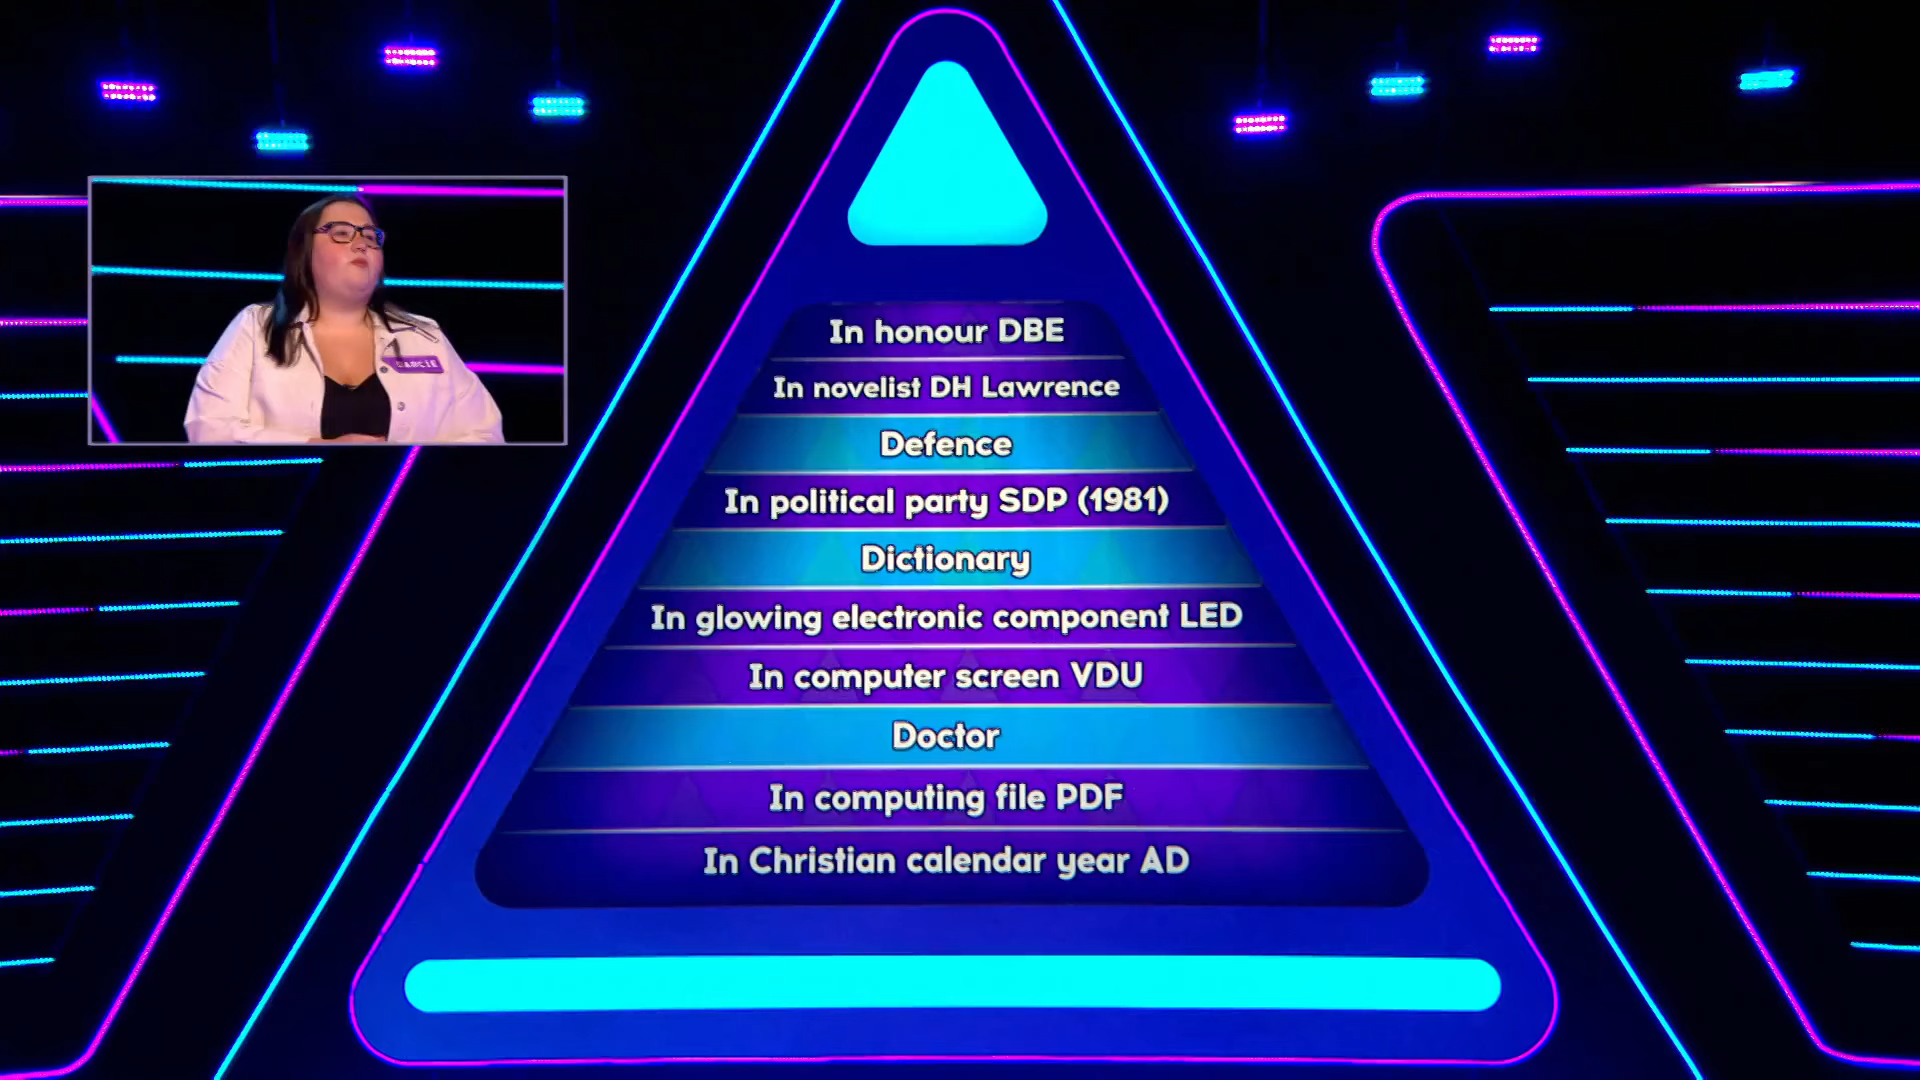 In honour DBE
In novelist DH Lawrence
Defence
In political party SDP (1981)
Dictionary
In glowing electronic component LED
In computer screen VDU
Doctor
In computing file PDF
In Christian calendar year AD
DARCIE